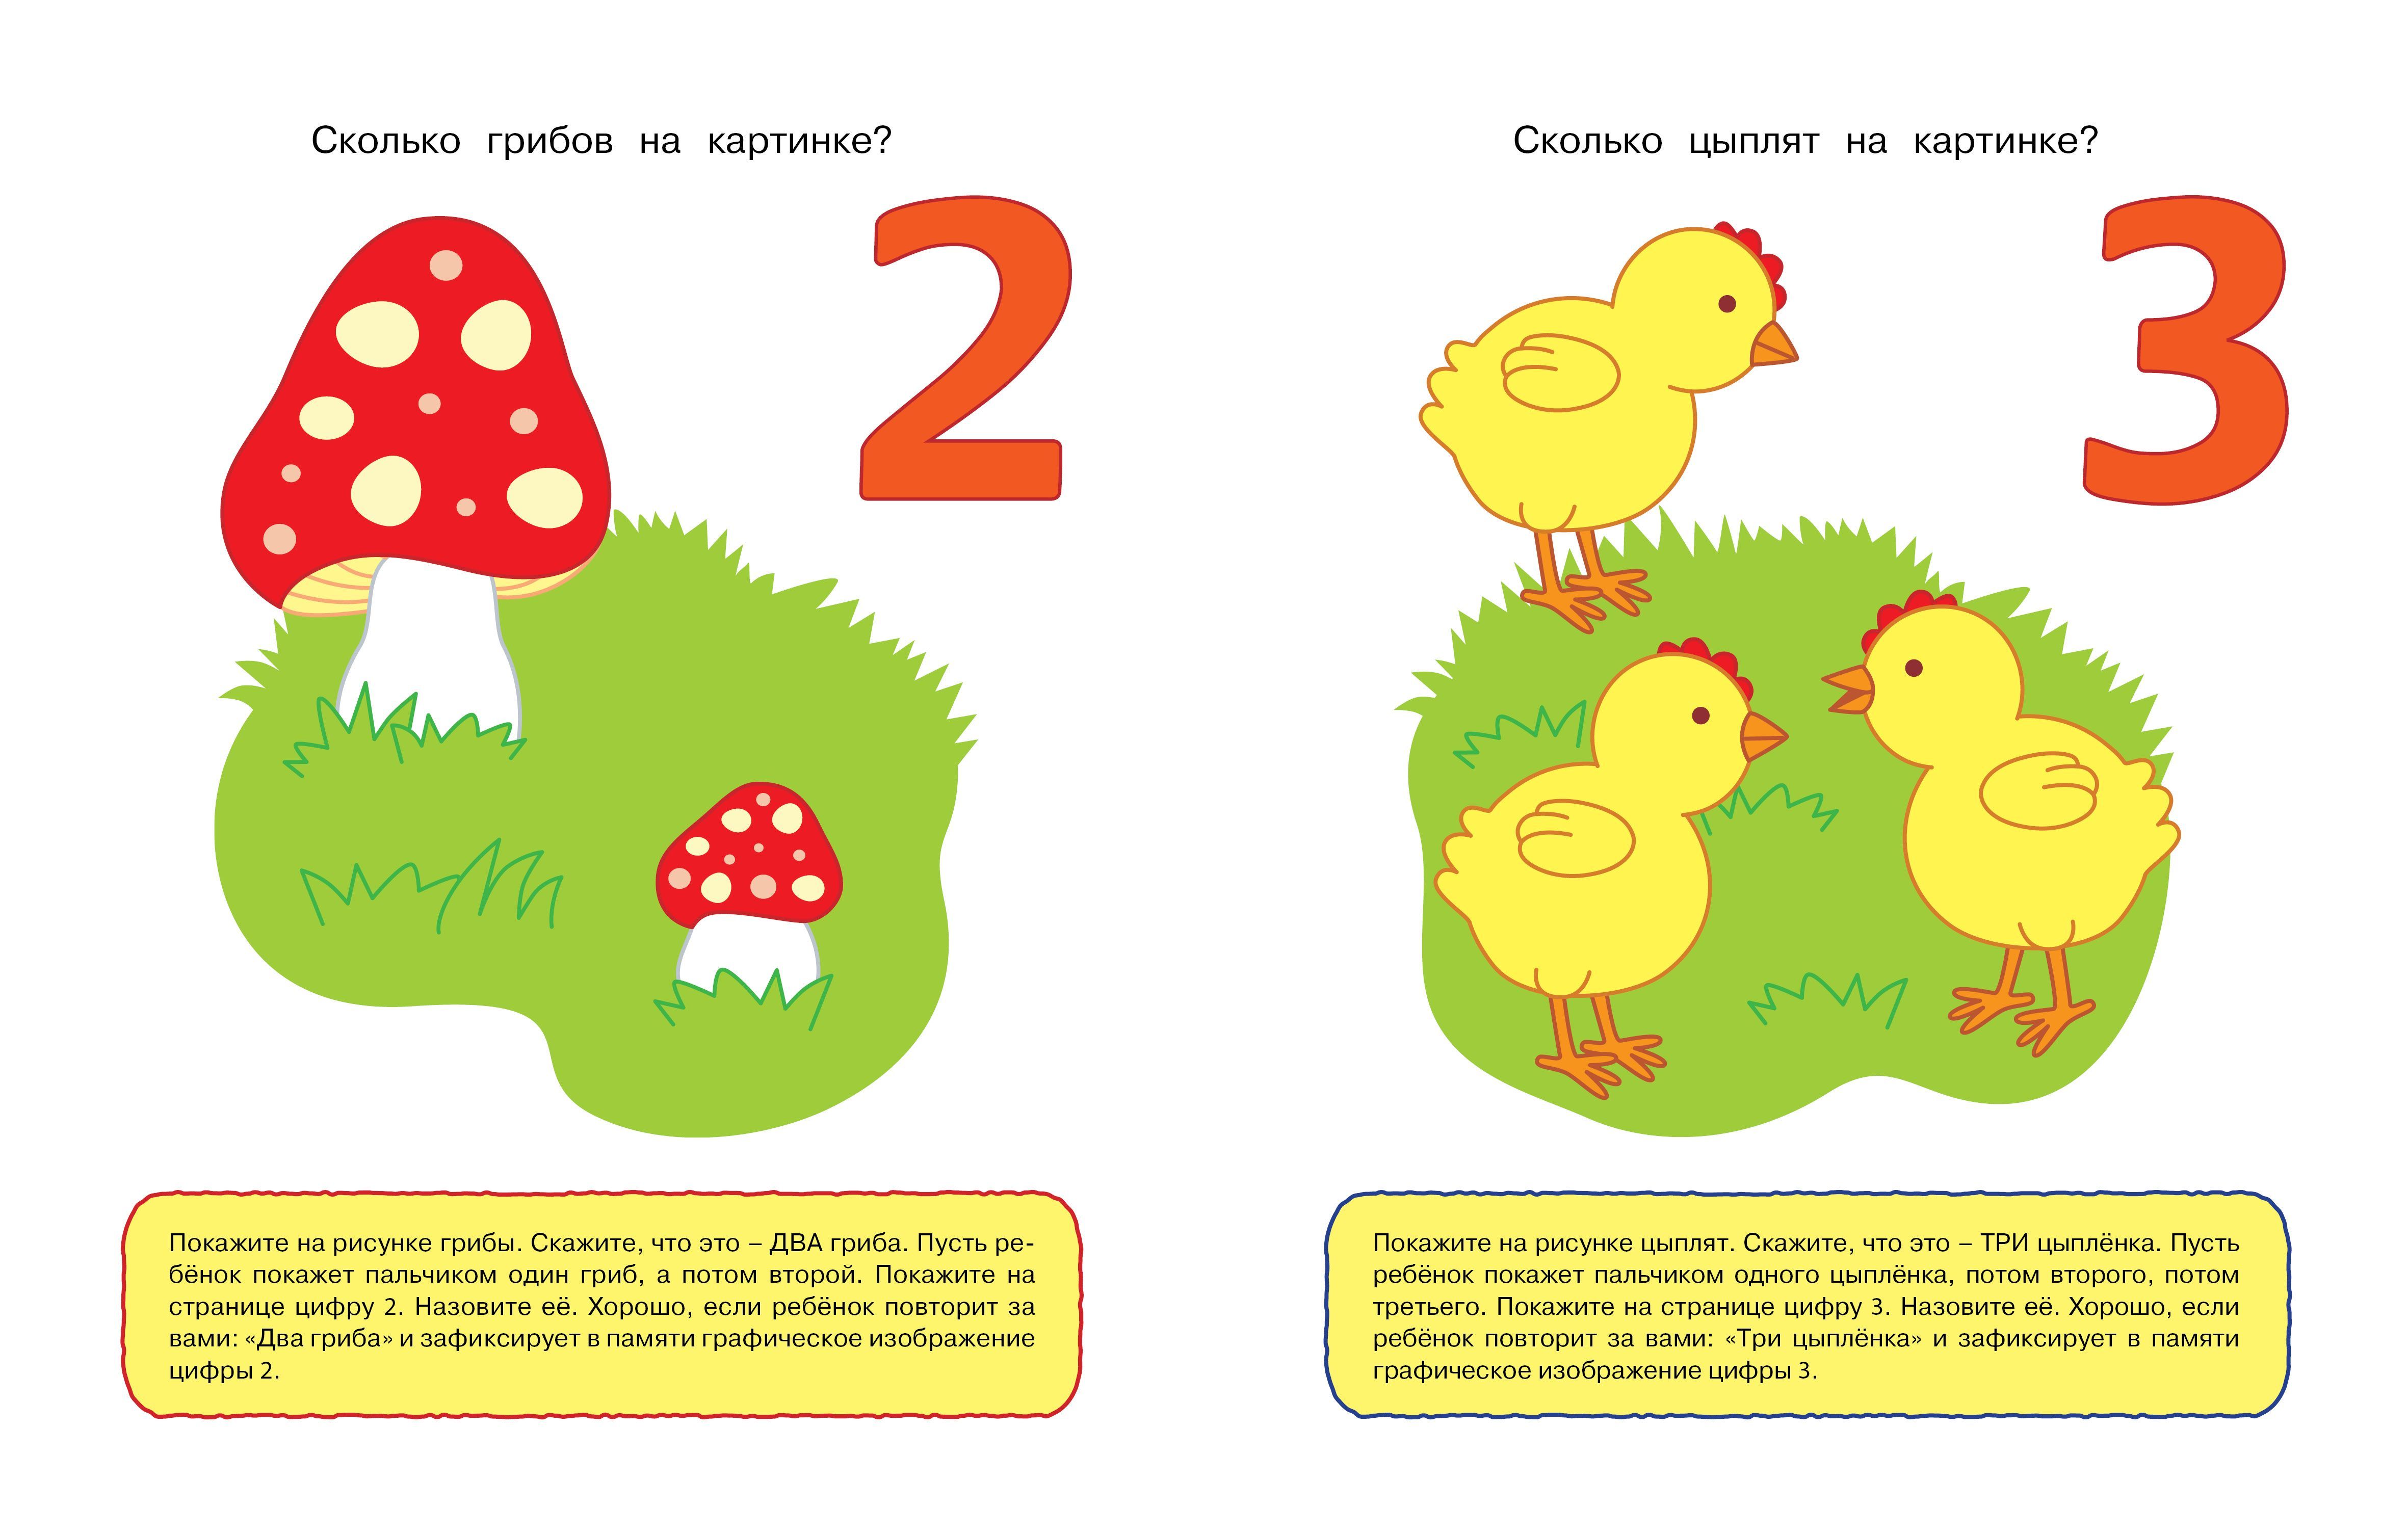 Сколько грибов на картинке?
2
Покажите на рисунке грибы. Скажите, что это – ДВА гриба. Пусть ре-
бёнок покажет пальчиком один гриб, а потом второй. Покажите на
странице цифру 2. Назовите её. Хорошо, если ребёнок повторит за
вами: «Два гриба» и зафиксирует в памяти графическое изображение
цифры 2.
Сколько цыплят на картинке?
3
Покажите на рисунке цыплят. Скажите, что это – ТРИ цыплёнка. Пусть
ребёнок покажет пальчиком одного цыплёнка, потом второго, потом
третьего. Покажите на странице цифру 3. Назовите её. Хорошо, если
ребёнок повторит за вами: «Три цыплёнка» и зафиксирует в памяти
графическое изображение цифры 3.